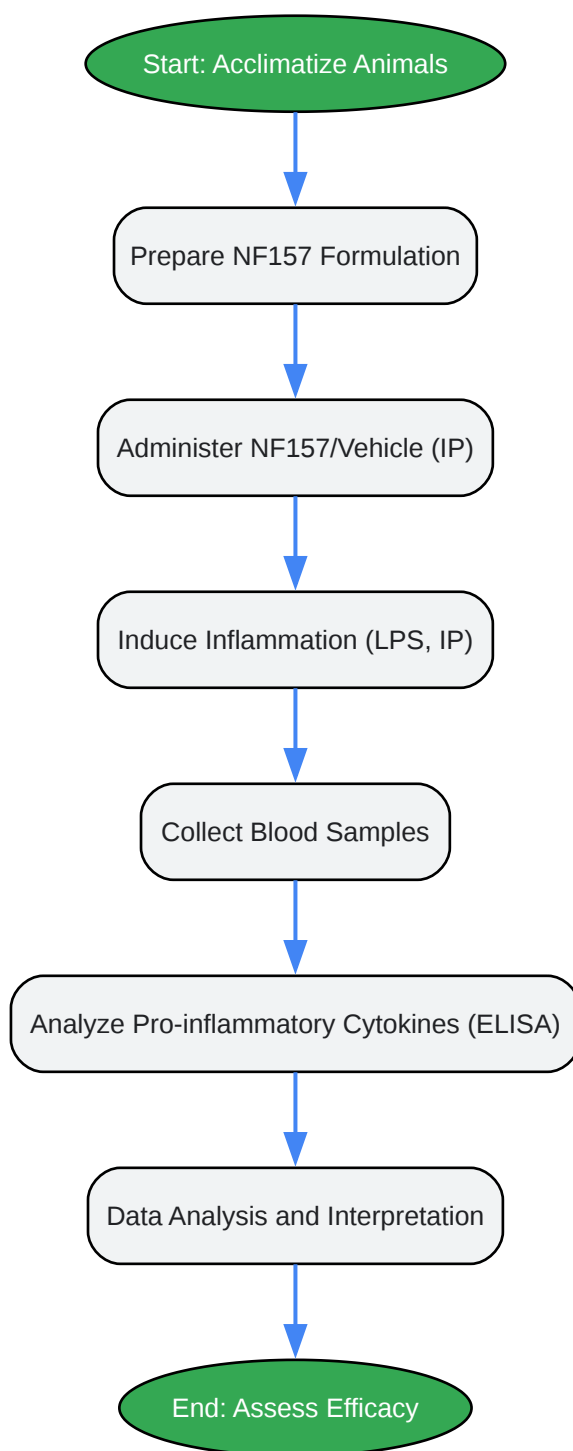 Start: Acclimatize Animals
Prepare NF157 Formulation
Administer NF157/Vehicle (IP)
Induce Inflammation (LPS, IP)
Collect Blood Samples
Analyze Pro-inflammatory Cytokines (ELISA)
Data Analysis and Interpretation
End: Assess Efficacy